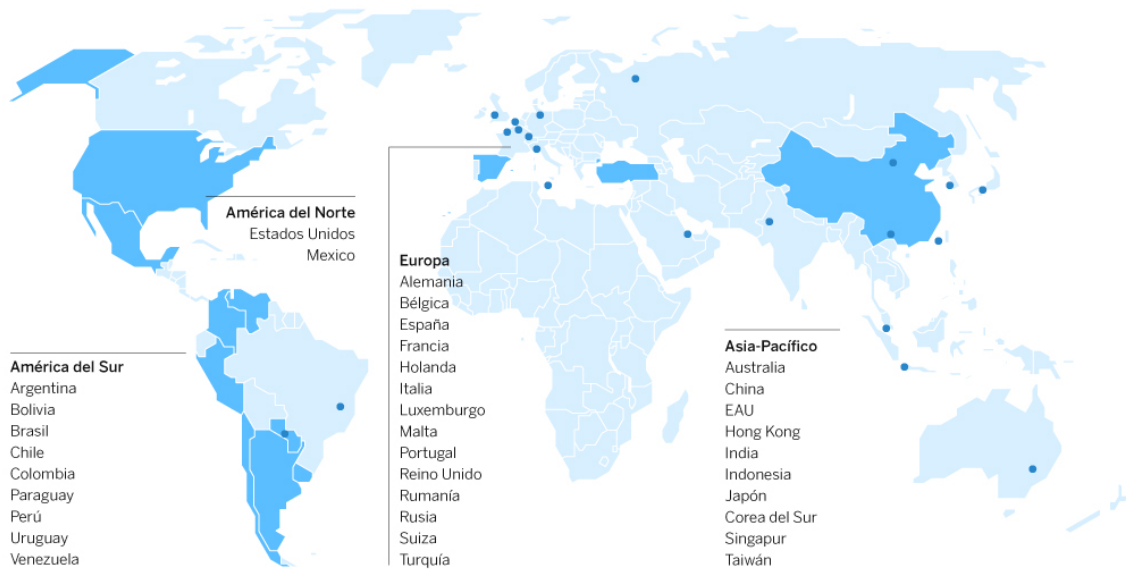 América del Norte
Estados Unidos
Mexico
América del Sur
Argentina
Bolivia
Brasil
Chile
Colombia
Paraguay
Perú
Uruguay
Venezuela
Europa
Alemania
Bélgica
España
Francia
Holanda
Italia
Luxemburgo
Malta
Portugal
Reino Unido
Rumanía
Rusia
Suiza
Turquía
Asia-Pacífico
Australia
China
EAU
Hong Kong
India
Indonesia
Japón
Corea del Sur
Singapur
Taiwán